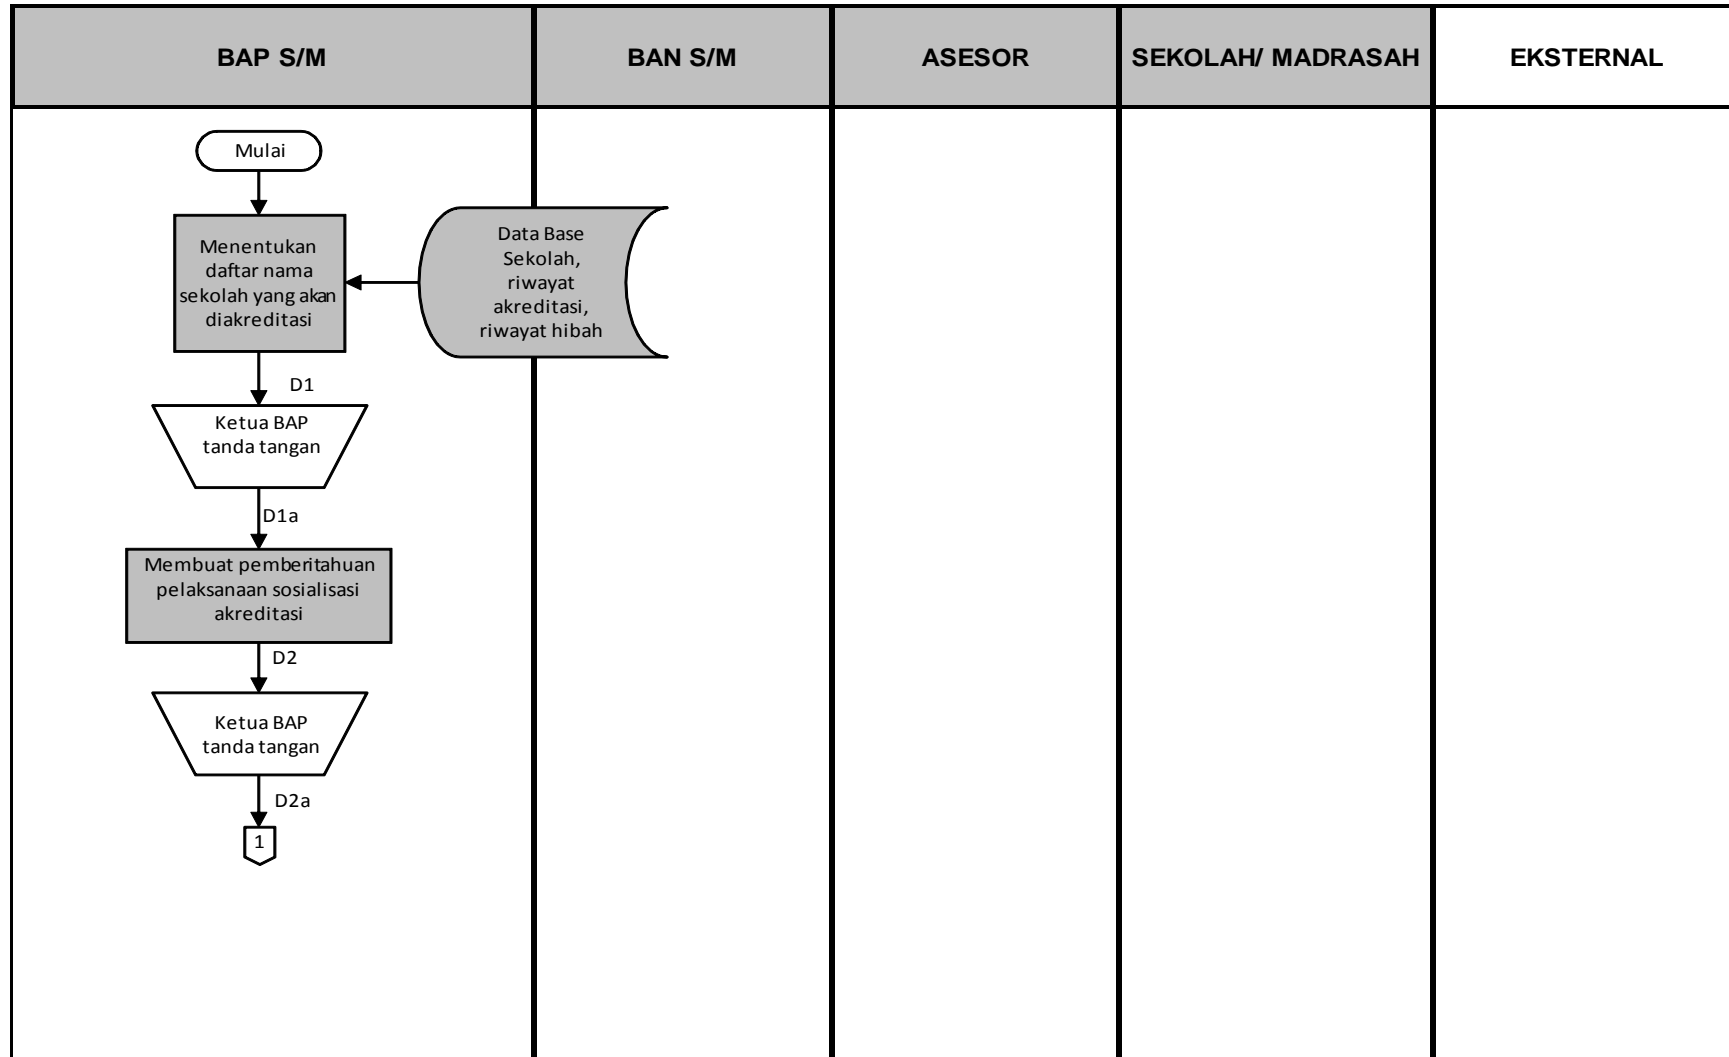 BAP S/M
BAN S/M
ASESOR
SEKOLAH/ MADRASAH
EKSTERNAL
Mulai
Menentukan
daftar nama
sekolah yang akan
diakreditasi
Data Base
Sekolah,
riwayat
akreditasi,
riwayat hibah
D1
Ketua BAP
tanda tangan
D1a
Membuat pemberitahuan
pelaksanaan sosialisasi
akreditasi
D2
Ketua BAP
tanda tangan
D2a
1